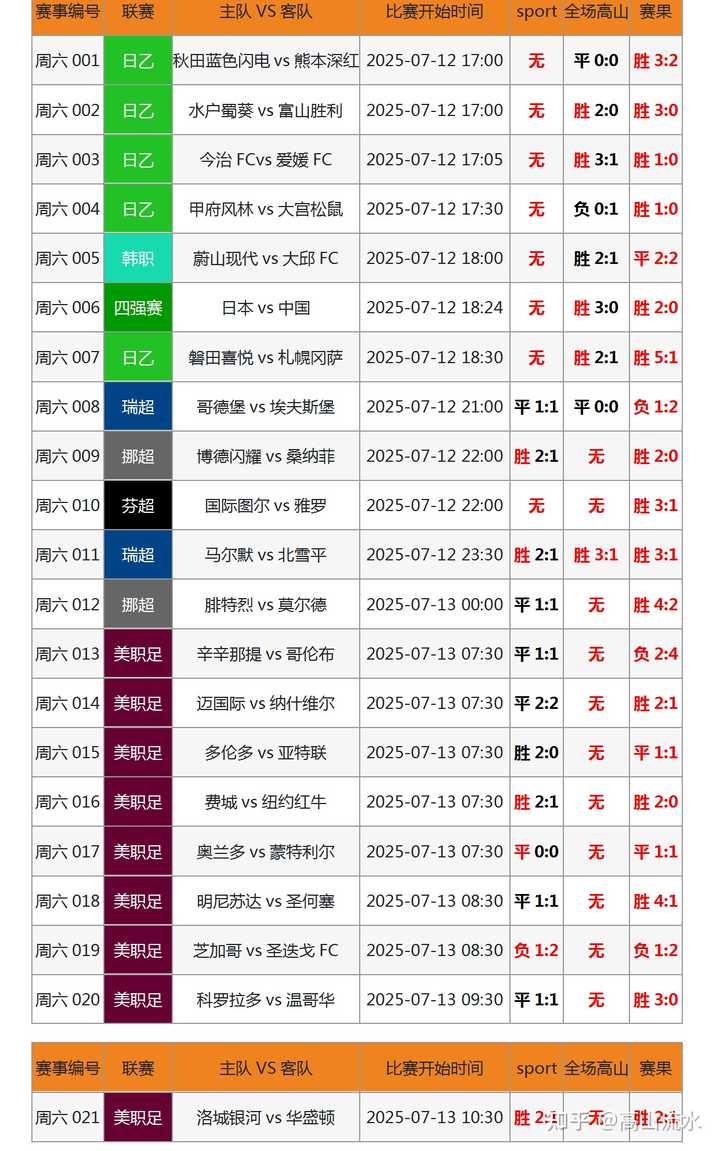 赛事编号 联赛 主队 VS 客队 比赛开始时间 sport 全场高山 赛果
周六 001 日乙 秋田蓝色闪电 vs 熊本深红 2025-07-12 17:00 无 平 0:0 胜 3:2
周六 002 日乙 水户蜀葵 vs 富山胜利 2025-07-12 17:00 无 胜 2:0 胜 3:0
周六 003 日乙 今治 FCvs 爱媛 FC 2025-07-12 17:05 无 胜 3:1 胜 1:0
周六 004 日乙 甲府风林 vs 大宫松鼠 2025-07-12 17:30 无 负 0:1 胜 1:0
周六 005 韩职 蔚山现代 vs 大邱 FC 2025-07-12 18:00 无 胜 2:1 平 2:2
周六 006 四强赛 日本 vs 中国 2025-07-12 18:24 无 胜 3:0 胜 2:0
周六 007 日乙 磐田喜悦 vs 札幌冈萨 2025-07-12 18:30 无 胜 2:1 胜 5:1
周六 008 瑞超 哥德堡 vs 埃夫斯堡 2025-07-12 21:00 平 1:1 平 0:0 负 1:2
周六 009 挪超 博德闪耀 vs 桑纳菲 2025-07-12 22:00 胜 2:1 无 胜 2:0
周六 010 芬超 国际图尔 vs 雅罗 2025-07-12 22:00 无 无 胜 3:1
周六 011 瑞超 马尔默 vs 北雪平 2025-07-12 23:30 胜 2:1 胜 3:1 胜 3:1
周六 012 挪超 腓特烈 vs 莫尔德 2025-07-13 00:00 平 1:1 无 胜 4:2
周六 013 美职足 辛辛那提 vs 哥伦布 2025-07-13 07:30 平 1:1 无 负 2:4
周六 014 美职足 迈国际 vs 纳什维尔 2025-07-13 07:30 平 2:2 无 胜 2:1
周六 015 美职足 多伦多 vs 亚特联 2025-07-13 07:30 胜 2:0 无 平 1:1
周六 016 美职足 费城 vs 纽约红牛 2025-07-13 07:30 胜 2:1 无 胜 2:0
周六 017 美职足 奥兰多 vs 蒙特利尔 2025-07-13 07:30 平 0:0 无 平 1:1
周六 018 美职足 明尼苏达 vs 圣何塞 2025-07-13 08:30 平 1:1 无 胜 4:1
周六 019 美职足 芝加哥 vs 圣迭戈 FC 2025-07-13 08:30 负 1:2 无 负 1:2
周六 020 美职足 科罗拉多 vs 温哥华 2025-07-13 09:30 平 1:1 无 胜 3:0
赛事编号 联赛 主队 VS 客队 比赛开始时间 sport 全场高山 赛果
周六 021 美职足 洛城银河 vs 华盛顿 2025-07-13 10:30 胜 无 胜
知乎 @高山流水